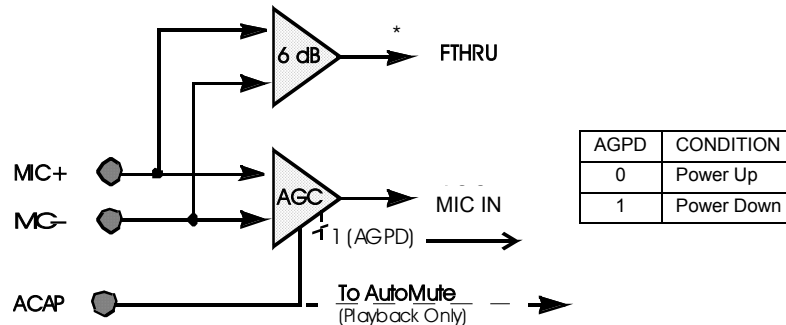 *
6 dB
FTHRU
MIC+
AGC
MIC IN
MIC-
1 (AGPD)
ACAP
To AutoMute
(Playback Only)
AGPD CONDITION
0 Power Up
1 Power Down